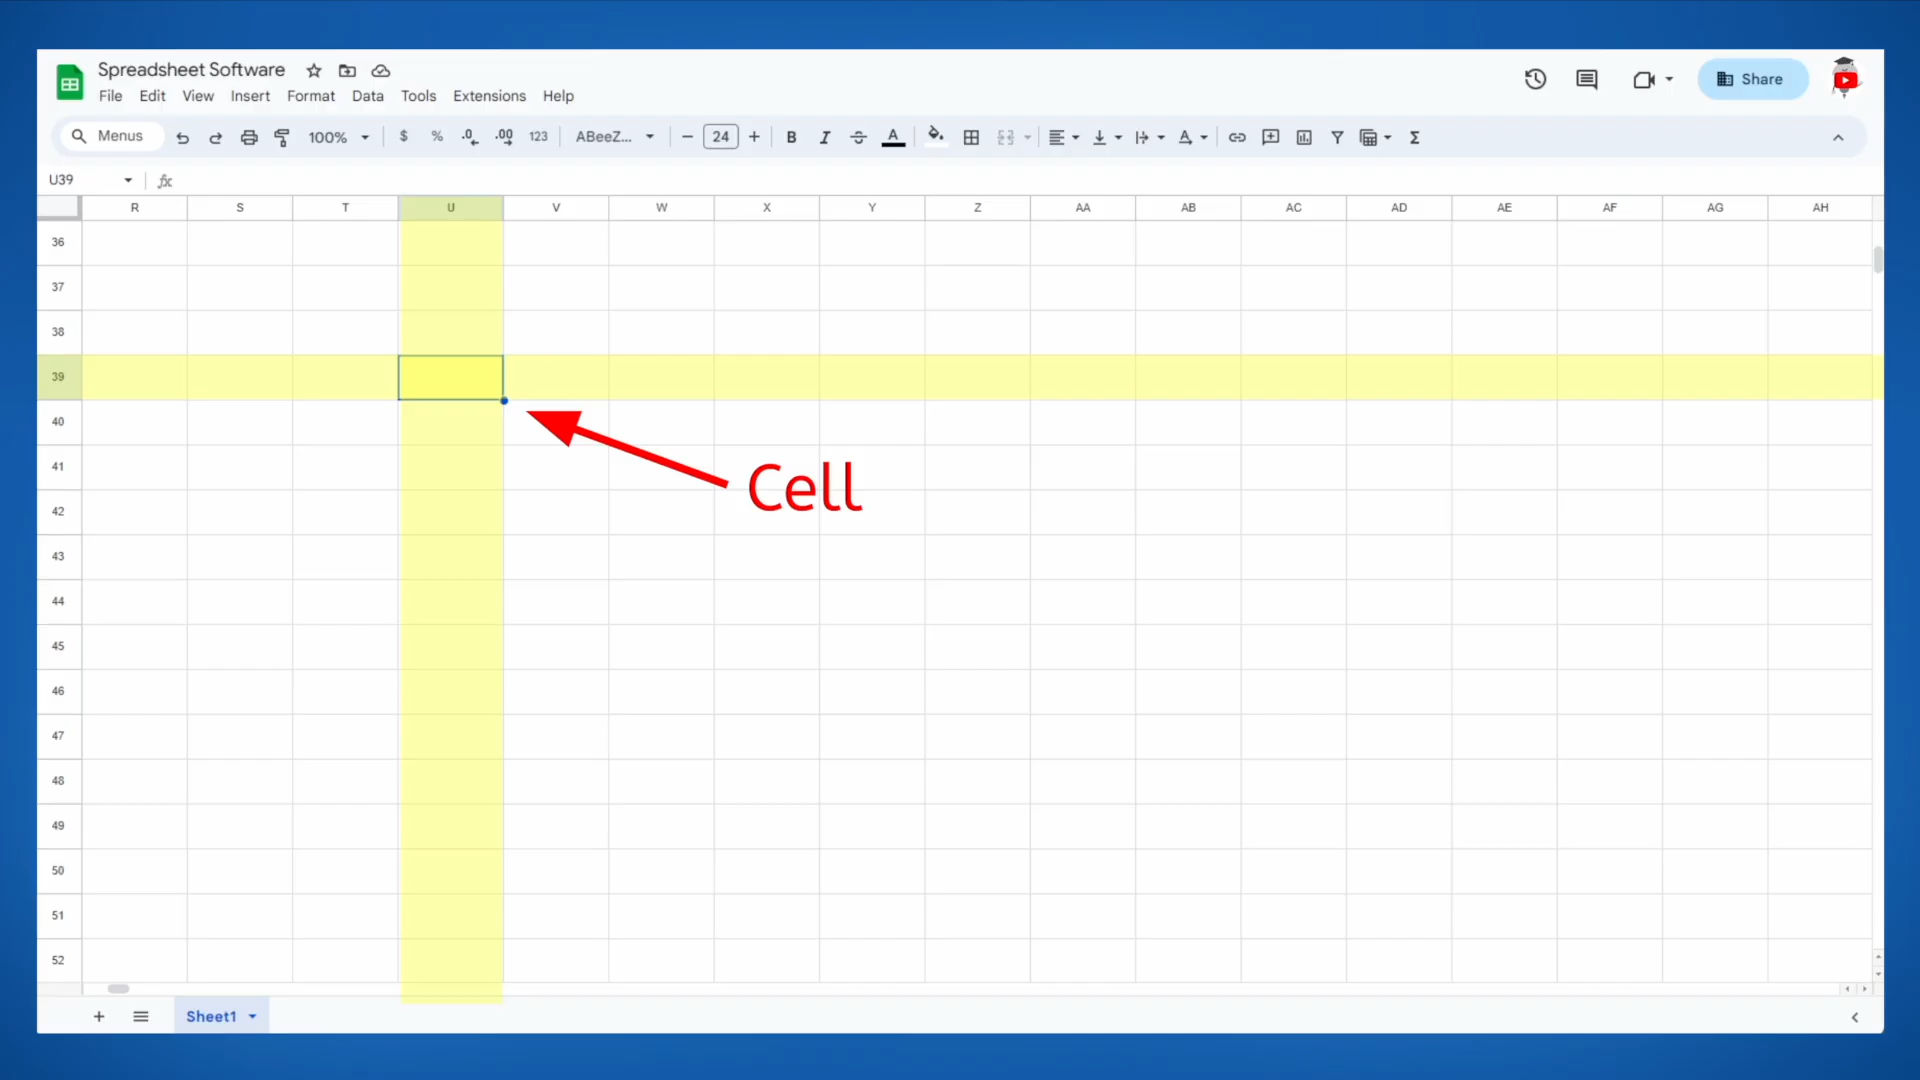 Spreadsheet Software
File Edit View Insert Format Data Tools Extensions Help
Share
Menus 100% $ % .0 .00 123 ABeeZ... 24 B I A A Σ
U39 fx
R S T U V W X Y Z AA AB AC AD AE AF AG AH
36
37
38
39
40
41
Cell
42
43
44
45
46
47
48
49
50
51
52
Sheet1